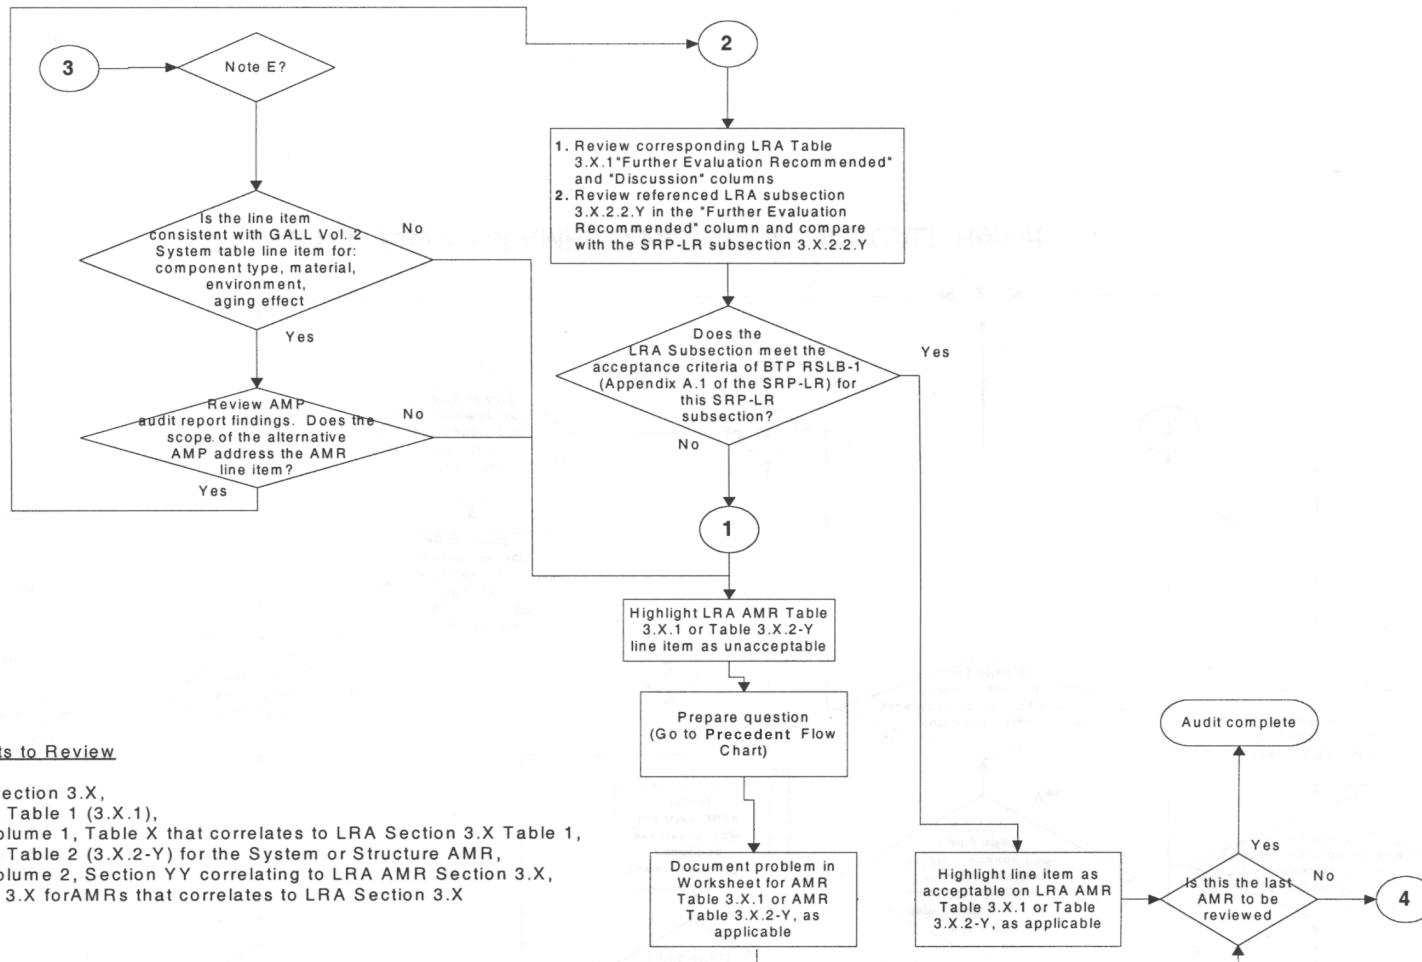 3
Note E?
Is the line item
consistent with GALL Vol. 2
System table line item for:
component type, material,
environment,
aging effect
No
Yes
Review AMP
audit report findings. Does the
scope of the alternative
AMP address the AMR
line item?
No
Yes
2
1. Review corresponding LRA Table
3.X.1"Further Evaluation Recommended"
and "Discussion" columns
2. Review referenced LRA subsection
3.X.2.2.Y in the "Further Evaluation
Recommended" column and compare
with the SRP-LR subsection 3.X.2.2.Y
Does the
LRA Subsection meet the
acceptance criteria of BTP RSLB-1
(Appendix A.1 of the SRP-LR) for
this SRP-LR
subsection?
Yes
No
1
Highlight LRA AMR Table
3.X.1 or Table 3.X.2-Y
line item as unacceptable
Prepare question
(Go to Precedent Flow
Chart)
Document problem in
Worksheet for AMR
Table 3.X.1 or AMR
Table 3.X.2-Y, as
applicable
Highlight line item as
acceptable on LRA AMR
Table 3.X.1 or Table
3.X.2-Y, as applicable
Audit complete
Yes
Is this the last
AMR to be
reviewed
No
4
ts to Review
ection 3.X,
Table 1 (3.X.1),
olume 1, Table X that correlates to LRA Section 3.X Table 1,
Table 2 (3.X.2-Y) for the System or Structure AMR,
olume 2, Section YY correlating to LRA AMR Section 3.X,
3.X forAMRs that correlates to LRA Section 3.X